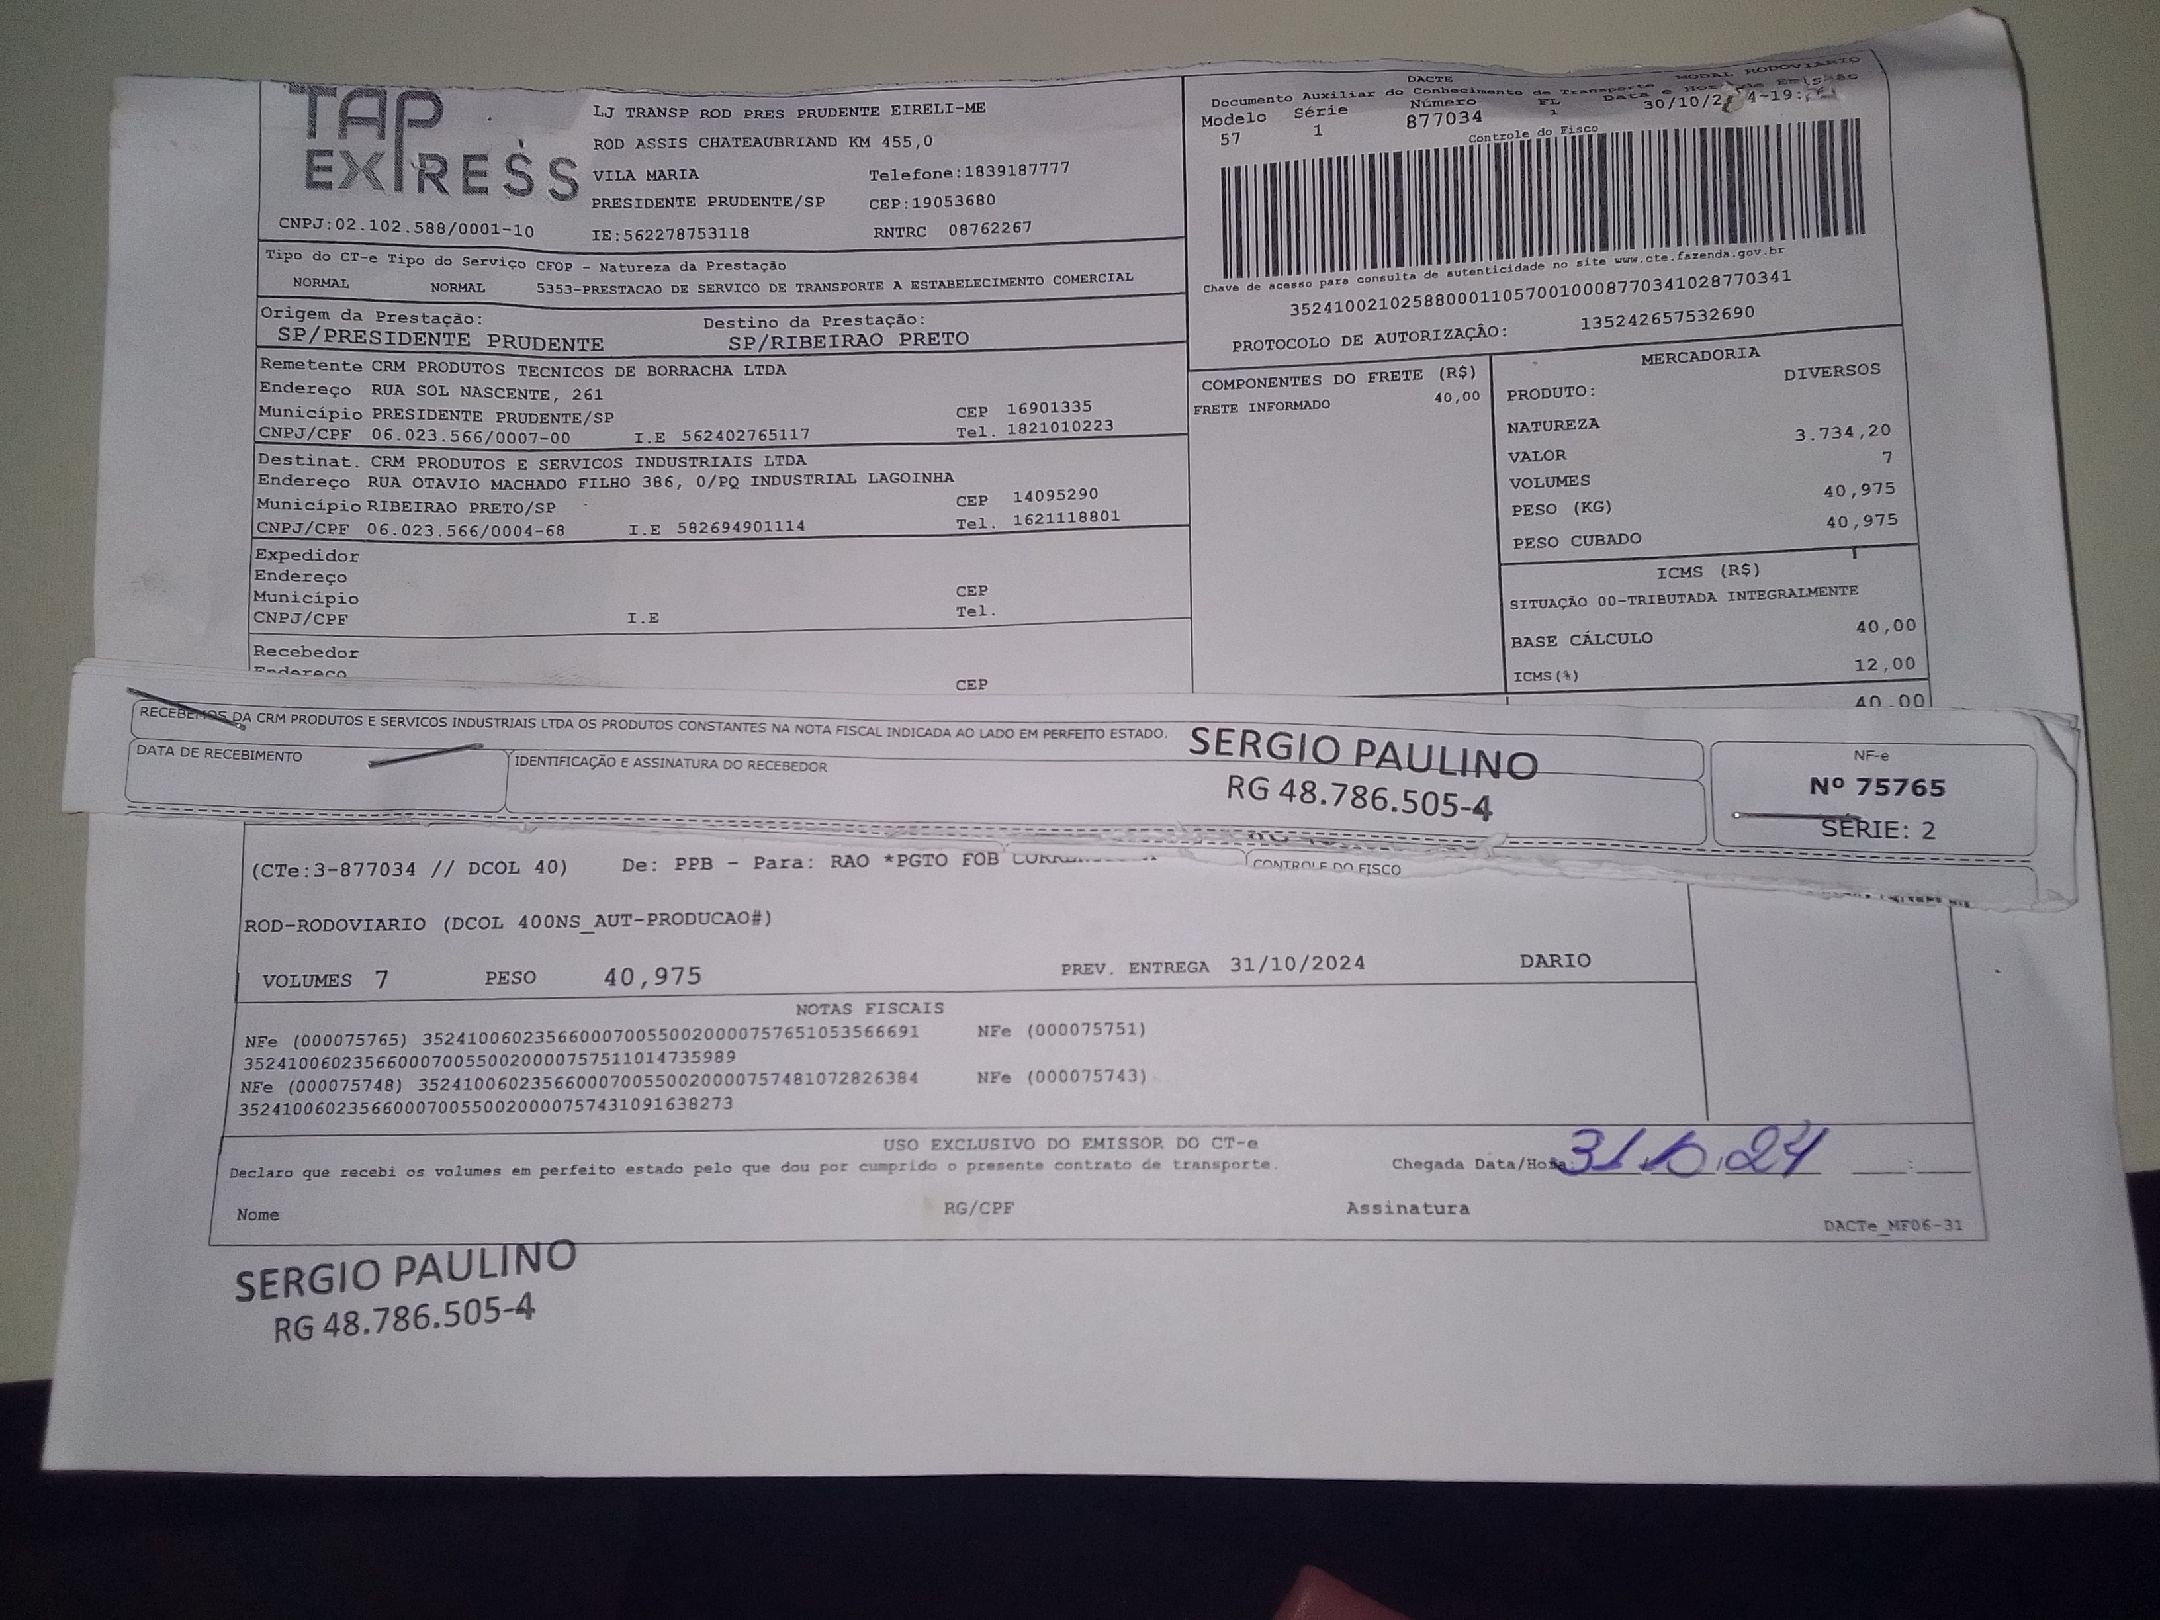 TAP
EXPRESS
LJ TRANSP ROD PRES PRUDENTE EIRELI-ME
ROD ASSIS CHATEAUBRIAND KM 455,0
VILA MARIA Telefone:1839187777
PRESIDENTE PRUDENTE/SP CEP:19053680
CNPJ:02.102.588/0001-10 IE:562278753118 RNTRC 08762267
DACTE
MODAL RODOVIARIO
Documento Auxiliar do Conhecimento de Transporte
Modelo Série Número FL Data e Hora Emissão
57 1 877034 1 30/10/2 4-19:
Controle do Fisco
Chave de acesso para consulta de autenticidade no site www.cte.fazenda.gov.br
35241002102588000110570010008770341028770341
PROTOCOLO DE AUTORIZAÇÃO: 135242657532690
Tipo do CT-e Tipo do Serviço CFOP - Natureza da Prestação
NORMAL NORMAL 5353-PRESTACAO DE SERVICO DE TRANSPORTE A ESTABELECIMENTO COMERCIAL
Origem da Prestação: Destino da Prestação:
SP/PRESIDENTE PRUDENTE SP/RIBEIRAO PRETO
Remetente CRM PRODUTOS TECNICOS DE BORRACHA LTDA
Endereço RUA SOL NASCENTE, 261
Município PRESIDENTE PRUDENTE/SP CEP 16901335
CNPJ/CPF 06.023.566/0007-00 I.E 562402765117 Tel. 1821010223
Destinat. CRM PRODUTOS E SERVICOS INDUSTRIAIS LTDA
Endereço RUA OTAVIO MACHADO FILHO 386, 0/PQ INDUSTRIAL LAGOINHA
Município RIBEIRAO PRETO/SP CEP 14095290
CNPJ/CPF 06.023.566/0004-68 I.E 582694901114 Tel. 1621118801
Expedidor
Endereço
Município CEP
CNPJ/CPF I.E Tel.
Recebedor
Endereço CEP
COMPONENTES DO FRETE (R$)
FRETE INFORMADO 40,00
MERCADORIA
PRODUTO: DIVERSOS
NATUREZA
VALOR 3.734,20
VOLUMES 7
PESO (KG) 40,975
PESO CUBADO 40,975
ICMS (R$)
SITUAÇÃO 00-TRIBUTADA INTEGRALMENTE
BASE CÁLCULO 40,00
ICMS(%) 12,00
40,00
RECEBEMOS DA CRM PRODUTOS E SERVICOS INDUSTRIAIS LTDA OS PRODUTOS CONSTANTES NA NOTA FISCAL INDICADA AO LADO EM PERFEITO ESTADO.
DATA DE RECEBIMENTO IDENTIFICAÇÃO E ASSINATURA DO RECEBEDOR
SERGIO PAULINO
RG 48.786.505-4
NF-e
Nº 75765
SÉRIE: 2
CONTROLE DO FISCO
(CTe:3-877034 // DCOL 40) De: PPB - Para: RAO *PGTO FOB
ROD-RODOVIARIO (DCOL 400NS_AUT-PRODUCAO#)
VOLUMES 7 PESO 40,975 PREV. ENTREGA 31/10/2024 DARIO
NOTAS FISCAIS
NFe (000075765) 35241006023566000700550020000757651053566691 NFe (000075751)
35241006023566000700550020000757511014735989
NFe (000075748) 35241006023566000700550020000757481072826384 NFe (000075743)
35241006023566000700550020000757431091638273
USO EXCLUSIVO DO EMISSOR DO CT-e
Declaro que recebi os volumes em perfeito estado pelo que dou por cumprido o presente contrato de transporte. Chegada Data/Hora: 31.10.24
Nome RG/CPF Assinatura
DACTe_MF06-31
SERGIO PAULINO
RG 48.786.505-4